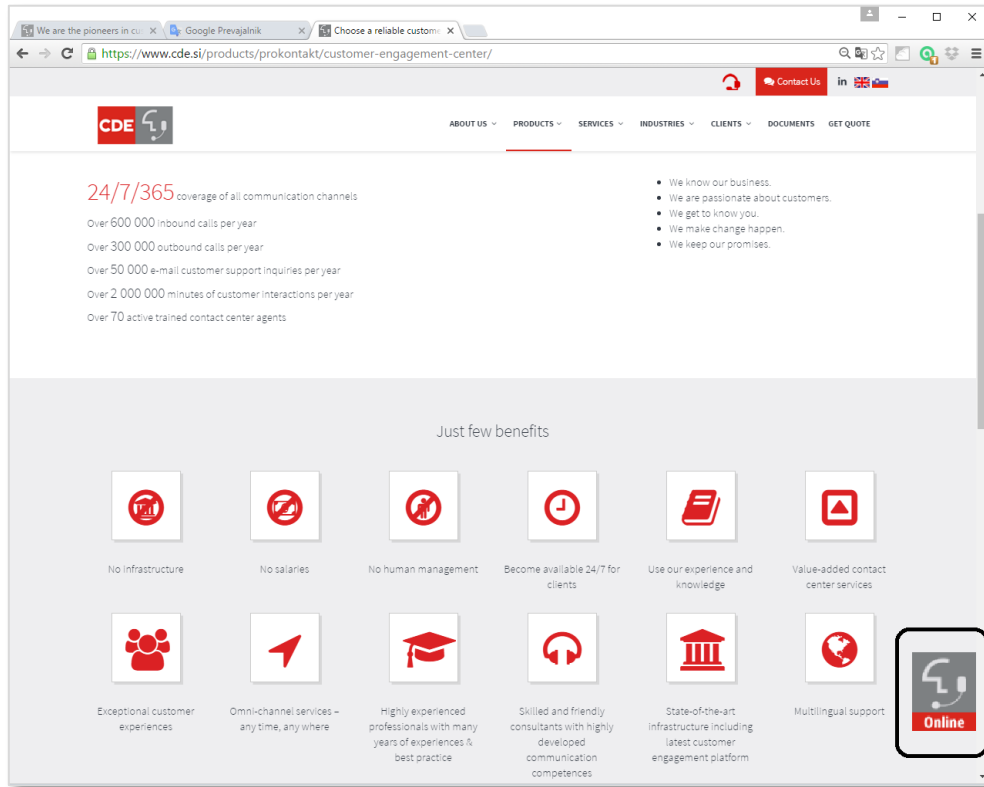 We are the pioneers in cus
Google Prevajalnik
Choose a reliable custome
https://www.cde.si/products/prokontakt/customer-engagement-center/
Contact Us
in
CDE
ABOUT US
PRODUCTS
SERVICES
INDUSTRIES
CLIENTS
DOCUMENTS
GET QUOTE
24/7/365 coverage of all communication channels
Over 600 000 inbound calls per year
Over 300 000 outbound calls per year
Over 50 000 e-mail customer support inquiries per year
Over 2 000 000 minutes of customer interactions per year
Over 70 active trained contact center agents
We know our business.
We are passionate about customers.
We get to know you.
We make change happen.
We keep our promises.
Just few benefits
No infrastructure
No salaries
No human management
Become available 24/7 for
clients
Use our experience and
knowledge
Value-added contact
center services
Exceptional customer
experiences
Omni-channel services –
any time, any where
Highly experienced
professionals with many
years of experiences &
best practice
Skilled and friendly
consultants with highly
developed
communication
competences
State-of-the-art
infrastructure including
latest customer
engagement platform
Multilingual support
Online